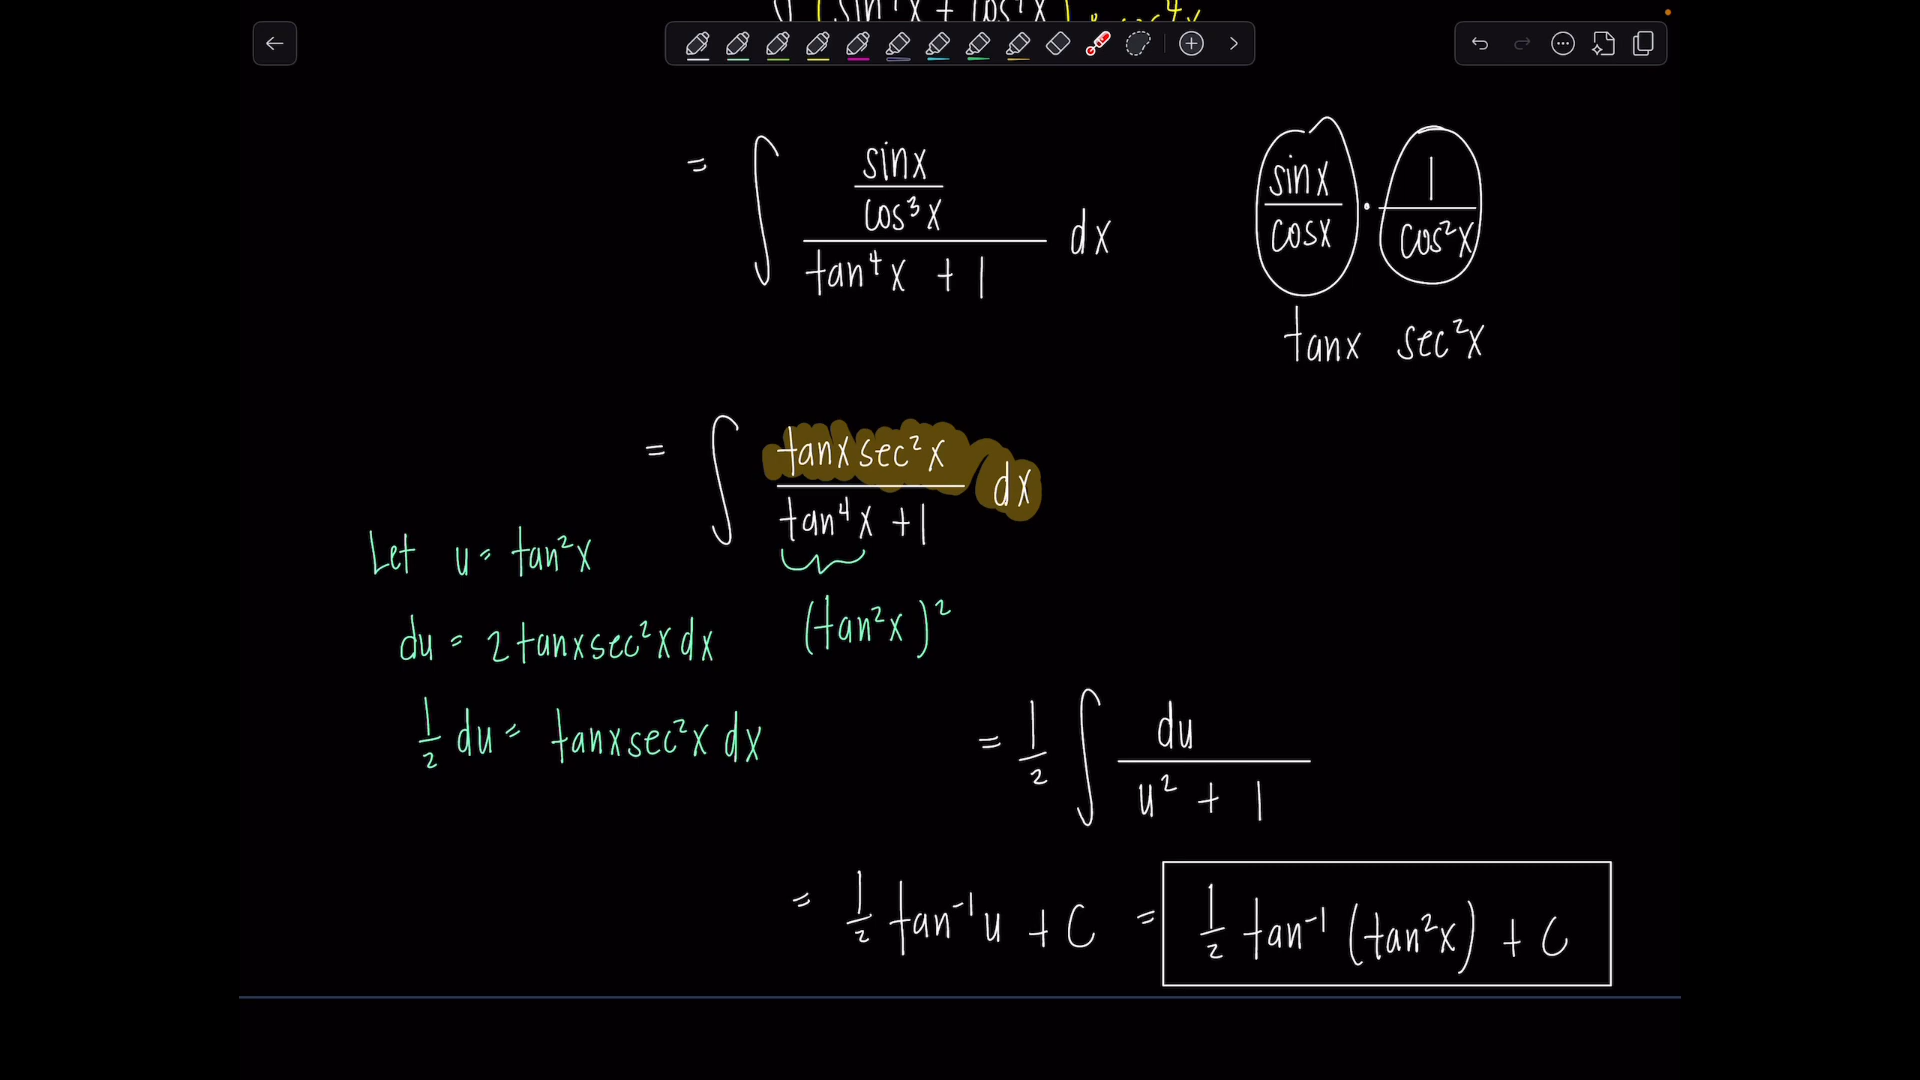 (sin⁴x + cos⁴x)
= ∫ (sinx / cos³x) / (tan⁴x + 1) dx
sinx / cosx · 1 / cos²x
tanx sec²x
= ∫ tanx sec²x / (tan⁴x + 1) dx
Let u = tan²x
(tan²x)²
du = 2 tanx sec²x dx
½ du = tanx sec²x dx
= ½ ∫ du / (u² + 1)
= ½ tan⁻¹u + C = ½ tan⁻¹(tan²x) + C